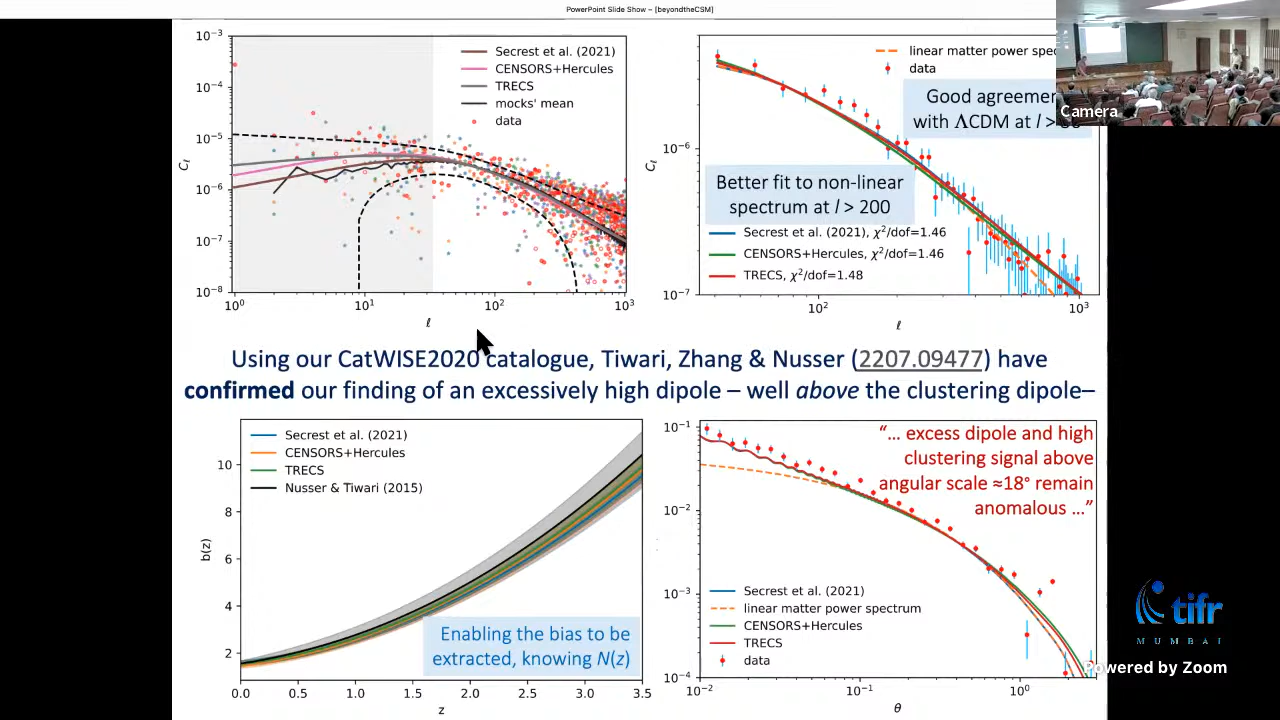 PowerPoint Slide Show – [beyondtheCSM]
10⁻³
10⁻⁴
10⁻⁵
10⁻⁶
10⁻⁷
10⁻⁸
Cℓ
10⁰
10¹
10²
10³
ℓ
Secrest et al. (2021)
CENSORS+Hercules
TRECS
mocks' mean
data
linear matter power
data
Good
with ΛCDM at l >
Better fit to non-linear
spectrum at l > 200
Secrest et al. (2021), χ²/dof=1.46
CENSORS+Hercules, χ²/dof=1.46
TRECS, χ²/dof=1.48
Cℓ
10⁻⁶
10⁻⁷
10²
10³
ℓ
Camera
Using our CatWISE2020 catalogue, Tiwari, Zhang & Nusser (2207.09477) have
confirmed our finding of an excessively high dipole – well above the clustering dipole–
Secrest et al. (2021)
CENSORS+Hercules
TRECS
Nusser & Tiwari (2015)
b(z)
10
8
6
4
2
Enabling the bias to be
extracted, knowing N(z)
0.0
0.5
1.0
1.5
2.0
2.5
3.0
3.5
z
10⁻¹
10⁻²
10⁻³
10⁻⁴
"... excess dipole and high
clustering signal above
angular scale ≈18° remain
anomalous ..."
Secrest et al. (2021)
linear matter power spectrum
CENSORS+Hercules
TRECS
data
10⁻²
10⁻¹
10⁰
θ
tifr
MUMBAI
Powered by Zoom